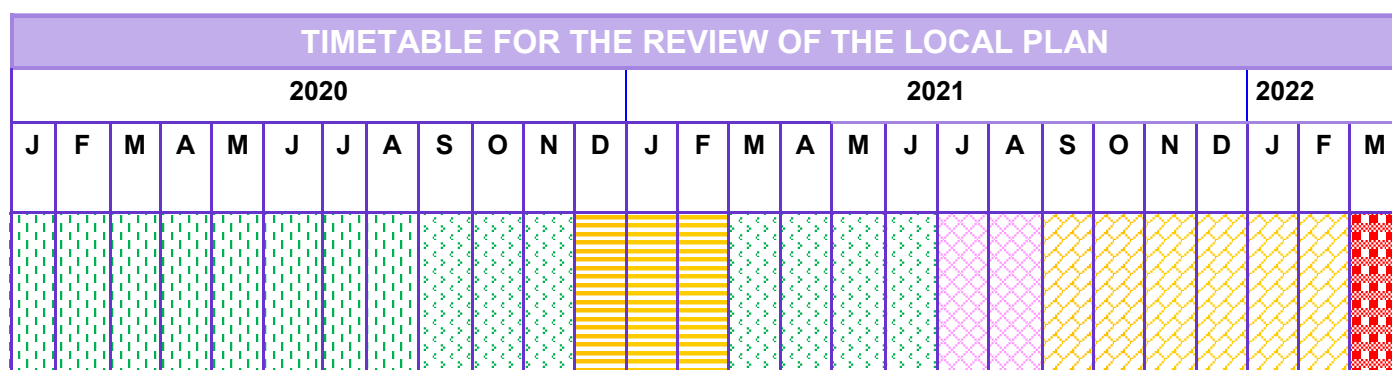 TIMETABLE FOR THE REVIEW OF THE LOCAL PLAN
2020 2021 2022
J F M A M J J A S O N D J F M A M J J A S O N D J F M